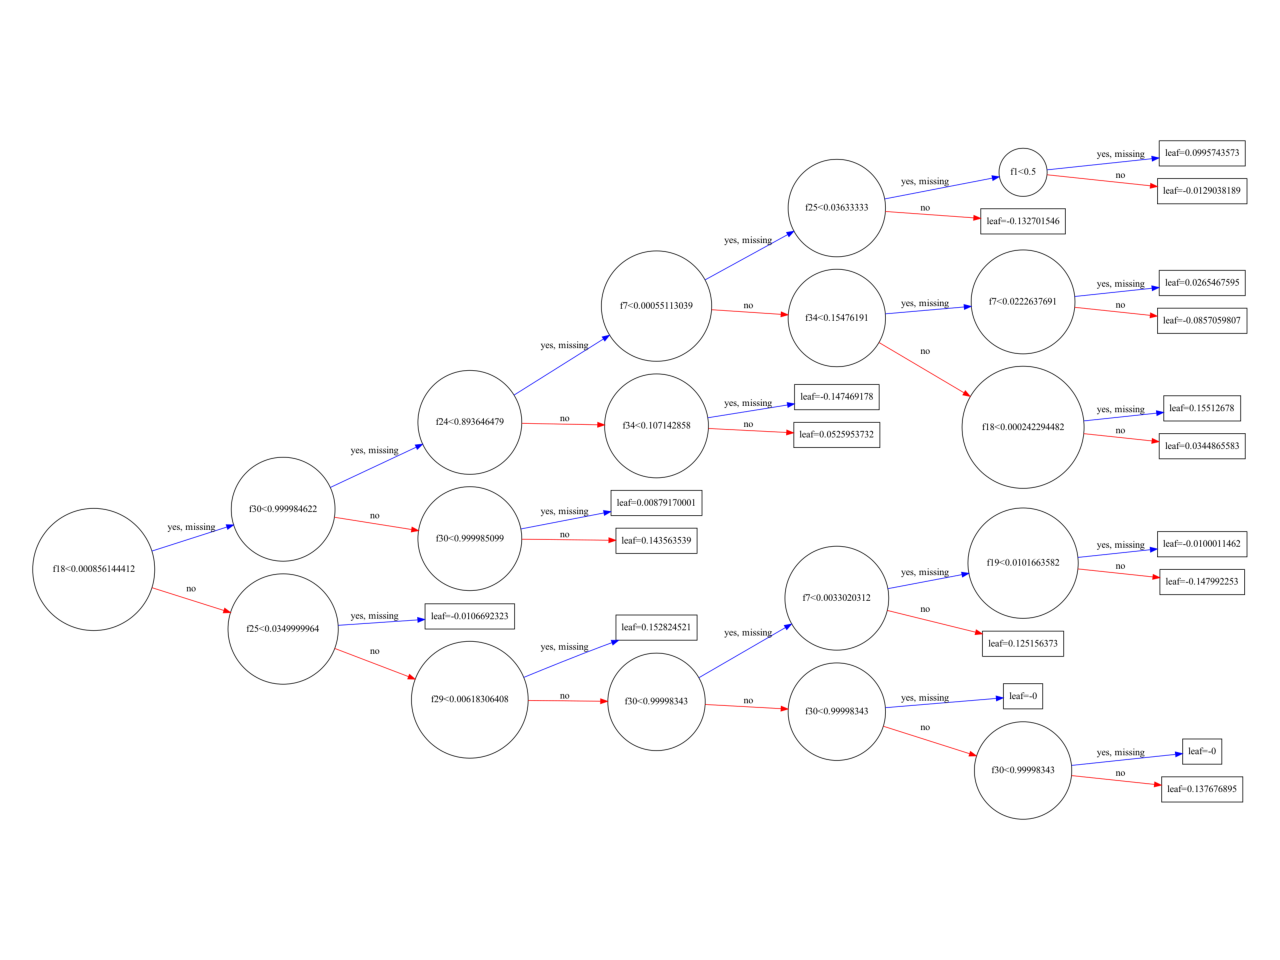 f1<0.5
yes, missing
leaf=0.0995743573
no
leaf=-0.0129038189
f25<0.03633333
yes, missing
no
leaf=-0.132701546
f7<0.00055113039
yes, missing
no
f34<0.15476191
yes, missing
no
f7<0.0222637691
yes, missing
leaf=0.0265467595
no
leaf=-0.0857059807
f18<0.000242294482
yes, missing
leaf=0.15512678
no
leaf=0.0344865583
f24<0.893646479
yes, missing
no
f34<0.107142858
yes, missing
leaf=-0.147469178
no
leaf=0.0525953732
f30<0.999984622
yes, missing
no
f30<0.999985099
yes, missing
leaf=0.00879170001
no
leaf=0.143563539
f18<0.000856144412
yes, missing
no
f25<0.0349999964
yes, missing
leaf=-0.0106692323
no
f29<0.00618306408
yes, missing
leaf=0.152824521
no
f30<0.99998343
yes, missing
no
f7<0.0033020312
yes, missing
no
leaf=0.125156373
f19<0.0101663582
yes, missing
leaf=-0.0100011462
no
leaf=-0.147992253
f30<0.99998343
yes, missing
leaf=-0
no
f30<0.99998343
yes, missing
leaf=-0
no
leaf=0.137676895